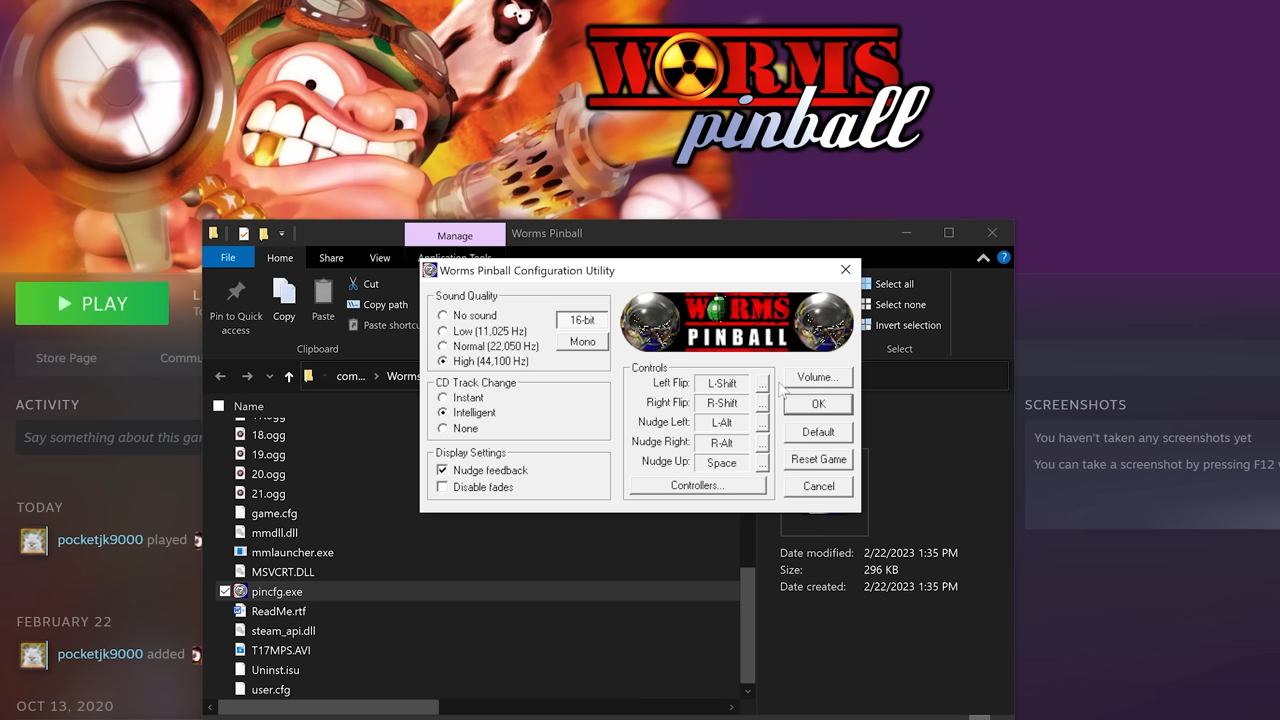 WORMS
pinball
Manage
Worms Pinball
File
Home
Share
View
Application Tools
Pin to Quick
access
Copy
Paste
Cut
Copy path
Paste shortcu
Clipboard
Select all
Select none
Invert selection
Select
com...
Worms
PLAY
Store Page
Commu
ACTIVITY
Say something about this gam
TODAY
pocketjk9000 played
FEBRUARY 22
pocketjk9000 added
OCT 13, 2020
Name
18.ogg
19.ogg
20.ogg
21.ogg
game.cfg
mmdll.dll
mmlauncher.exe
MSVCRT.DLL
pincfg.exe
ReadMe.rtf
steam_api.dll
T17MPS.AVI
Uninst.isu
user.cfg
Worms Pinball Configuration Utility
Sound Quality
No sound
Low (11,025 Hz)
Normal (22,050 Hz)
High (44,100 Hz)
16-bit
Mono
CD Track Change
Instant
Intelligent
None
Display Settings
Nudge feedback
Disable fades
WORMS
PINBALL
Controls
Left Flip: L-Shift ...
Right Flip: R-Shift ...
Nudge Left: L-Alt ...
Nudge Right: R-Alt ...
Nudge Up: Space ...
Controllers...
Volume...
OK
Default
Reset Game
Cancel
Date modified: 2/22/2023 1:35 PM
Size: 296 KB
Date created: 2/22/2023 1:35 PM
SCREENSHOTS
You haven't taken any screenshots yet
You can take a screenshot by pressing F12